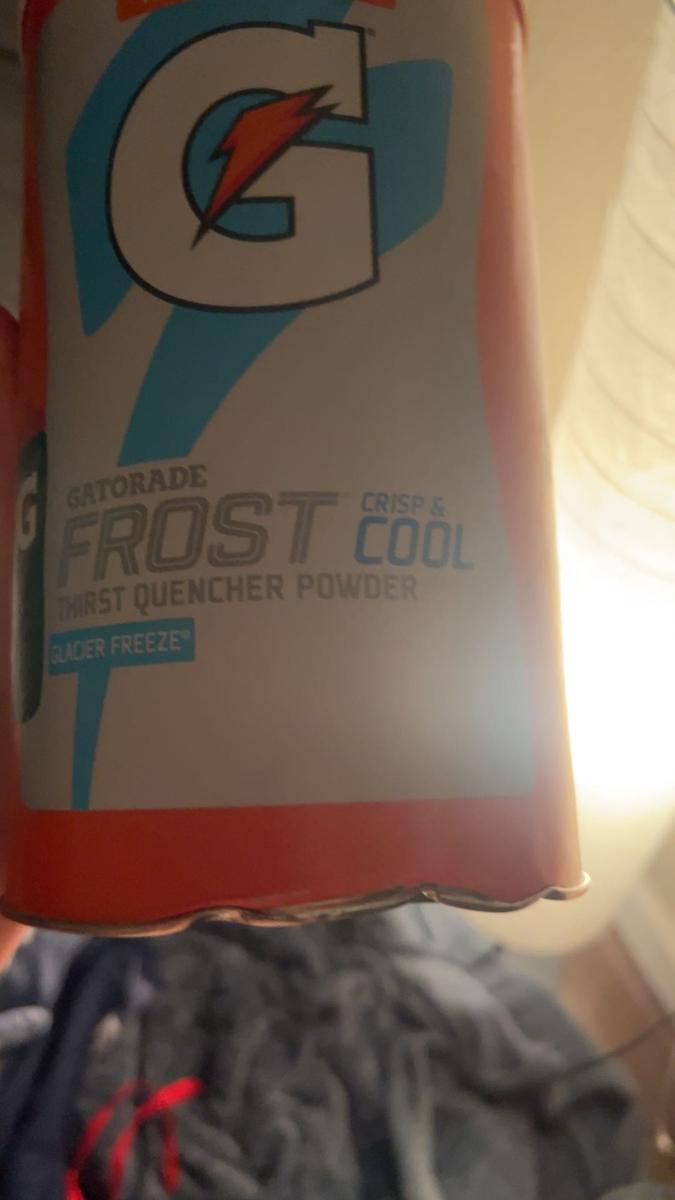 G
GATORADE
FROST
CRISP &
COOL
THIRST QUENCHER POWDER
GLACIER FREEZE®
G